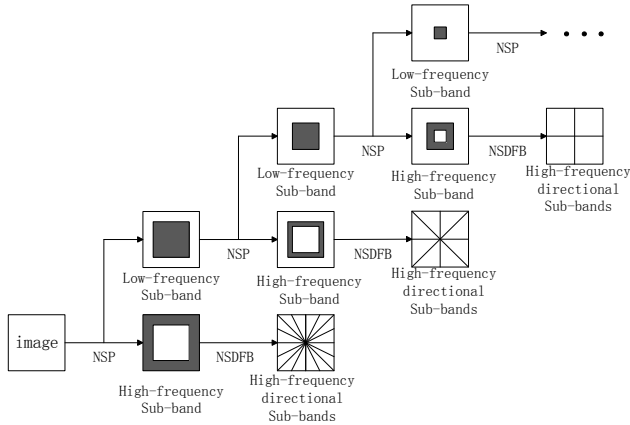 NSP
Low-frequency
Sub-band
Low-frequency
Sub-band
NSP
High-frequency
Sub-band
NSDFB
High-frequency
directional
Sub-bands
Low-frequency
Sub-band
NSP
High-frequency
Sub-band
NSDFB
High-frequency
directional
Sub-bands
image
NSP
High-frequency
Sub-band
NSDFB
High-frequency
directional
Sub-bands